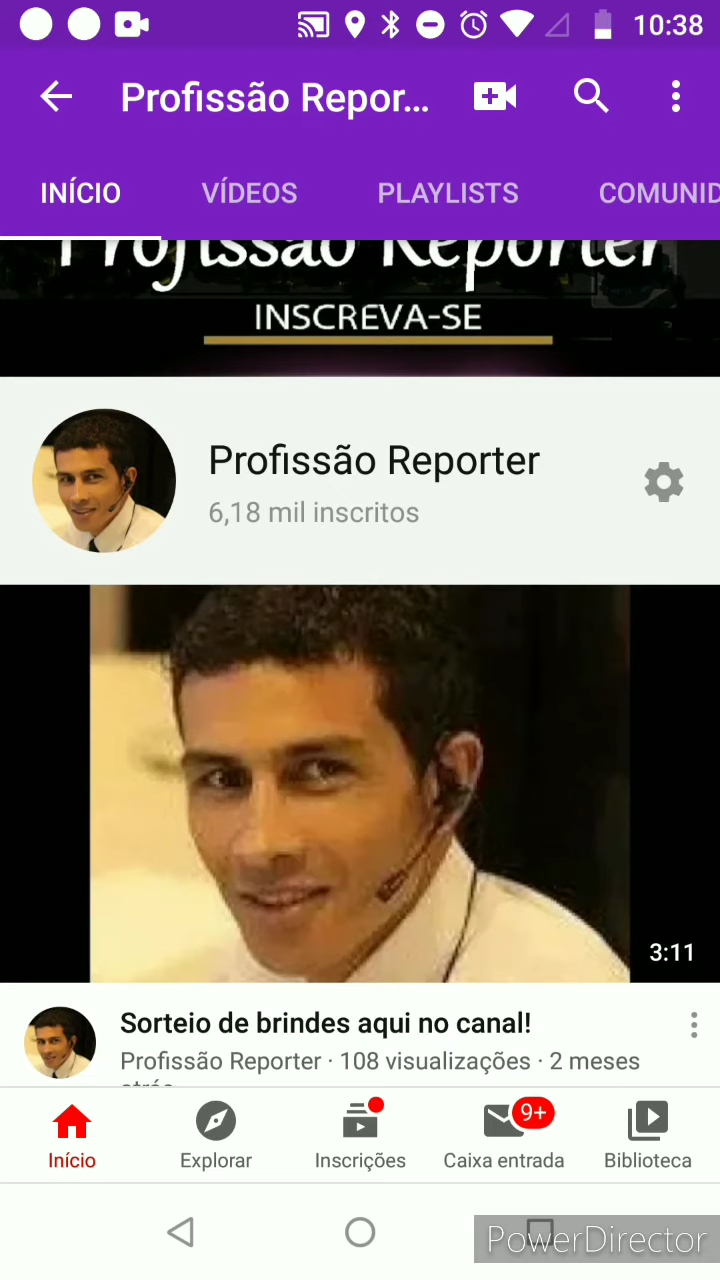 10:38
Profissão Repor...
INÍCIO VÍDEOS PLAYLISTS COMUNID
Profissão Reporter
INSCREVA-SE
Profissão Reporter
6,18 mil inscritos
3:11
Sorteio de brindes aqui no canal!
Profissão Reporter · 108 visualizações · 2 meses
atrás
9+
Início Explorar Inscrições Caixa entrada Biblioteca
PowerDirector